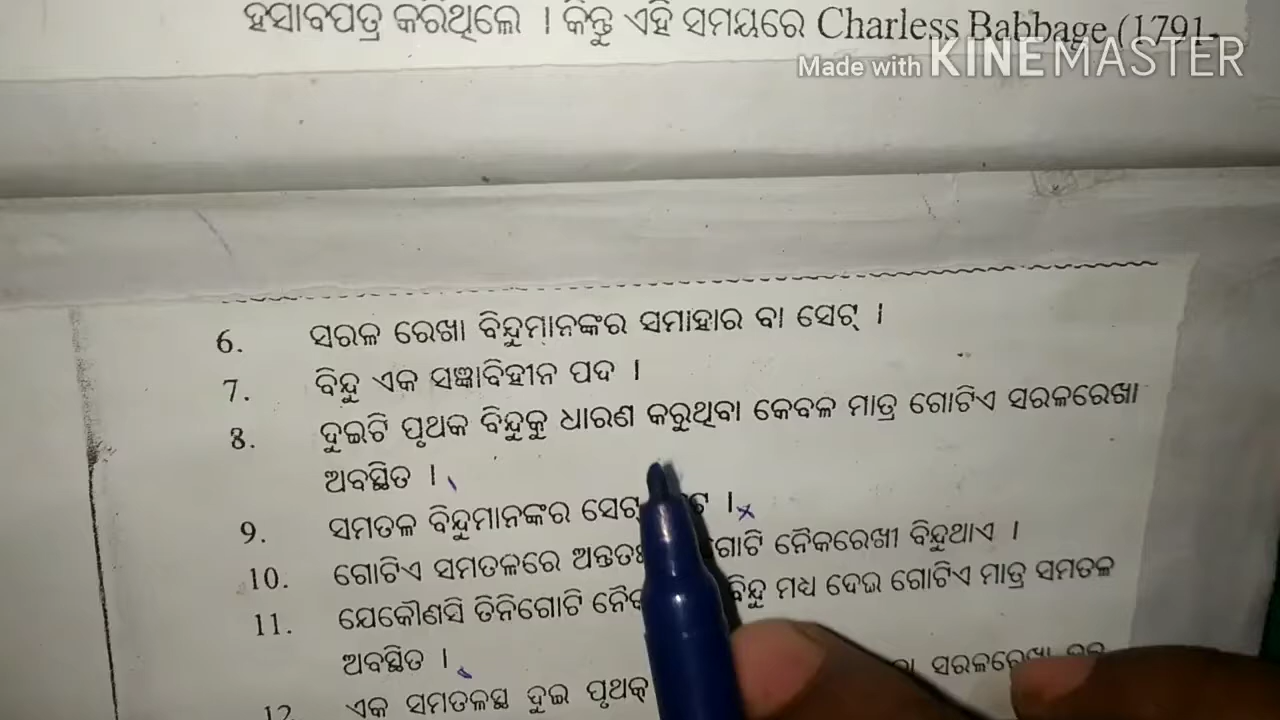 ହସାବପତ୍ର କରିଥିଲେ । କିନ୍ତୁ ଏହି ସମୟରେ Charless Babbage (1791-
Made with KINEMASTER
6. ସରଳ ରେଖା ବିନ୍ଦୁମାନଙ୍କର ସମାହାର ବା ସେଟ୍ ।
7. ବିନ୍ଦୁ ଏକ ସଜ୍ଞାବିହୀନ ପଦ ।
8. ଦୁଇଟି ପୃଥକ ବିନ୍ଦୁକୁ ଧାରଣ କରୁଥିବା କେବଳ ମାତ୍ର ଗୋଟିଏ ସରଳରେଖା
ଅବସ୍ଥିତ ।
9. ସମତଳ ବିନ୍ଦୁମାନଙ୍କର ସେଟ୍ ।
10. ଗୋଟିଏ ସମତଳରେ ନୈକରେଖୀ ବିନ୍ଦୁଥାଏ ।
11. ଯେକୌଣସି ତିନିଗୋଟି ବିନ୍ଦୁ ମଧ୍ୟ ଦେଇ ଗୋଟିଏ ମାତ୍ର ସମତଳ
ଅବସ୍ଥିତ ।
12. ଏକ ସମତଳସ୍ଥ ଦୁଇ ପୃଥକ୍ ସରଳରେଖା